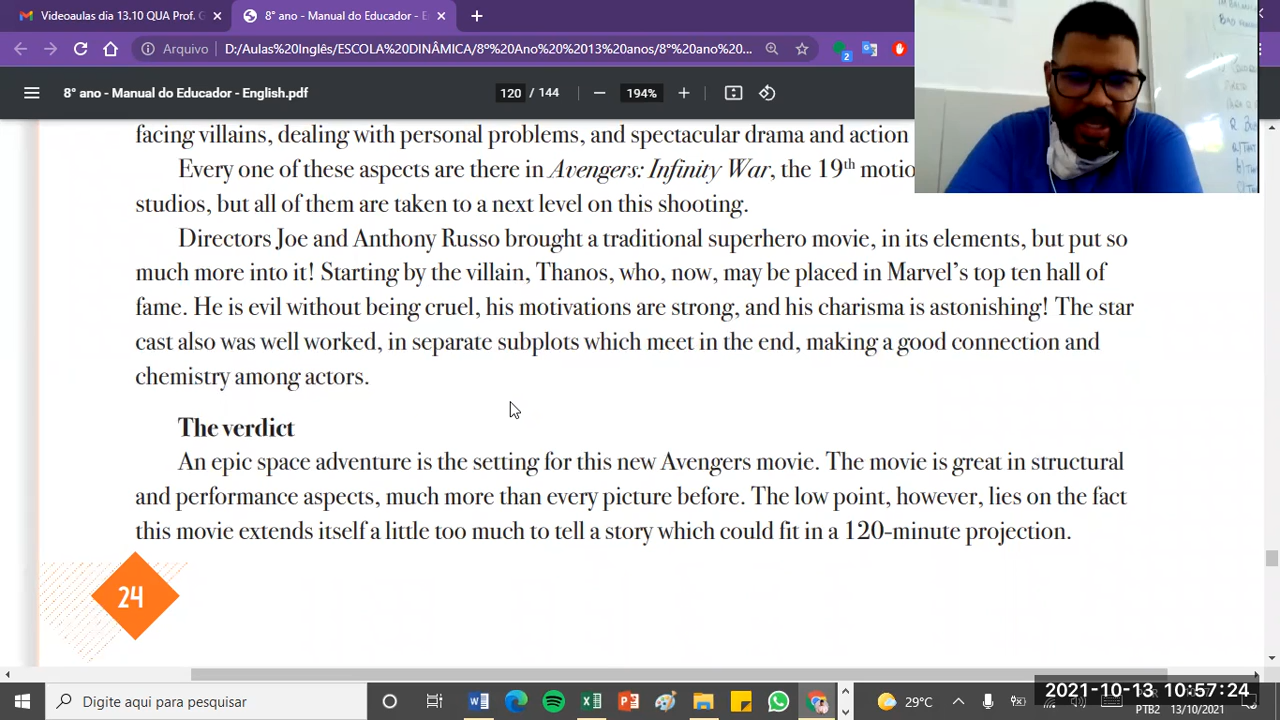 Videoaulas dia 13.10 QUA Prof. G
8° ano - Manual do Educador - E
Arquivo
D:/Aulas%20Inglês/ESCOLA%20DINÂMICA/8º%20Ano%20%2013%20anos/8°%20ano%20...
2
8° ano - Manual do Educador - English.pdf
120 / 144
194%
facing villains, dealing with personal problems, and spectacular drama and action
Every one of these aspects are there in Avengers: Infinity War, the 19th motio
studios, but all of them are taken to a next level on this shooting.
Directors Joe and Anthony Russo brought a traditional superhero movie, in its elements, but put so
much more into it! Starting by the villain, Thanos, who, now, may be placed in Marvel's top ten hall of
fame. He is evil without being cruel, his motivations are strong, and his charisma is astonishing! The star
cast also was well worked, in separate subplots which meet in the end, making a good connection and
chemistry among actors.
The verdict
An epic space adventure is the setting for this new Avengers movie. The movie is great in structural
and performance aspects, much more than every picture before. The low point, however, lies on the fact
this movie extends itself a little too much to tell a story which could fit in a 120-minute projection.
24
Digite aqui para pesquisar
29°C
2021-10-13 10:57:24
PTB2
13/10/2021